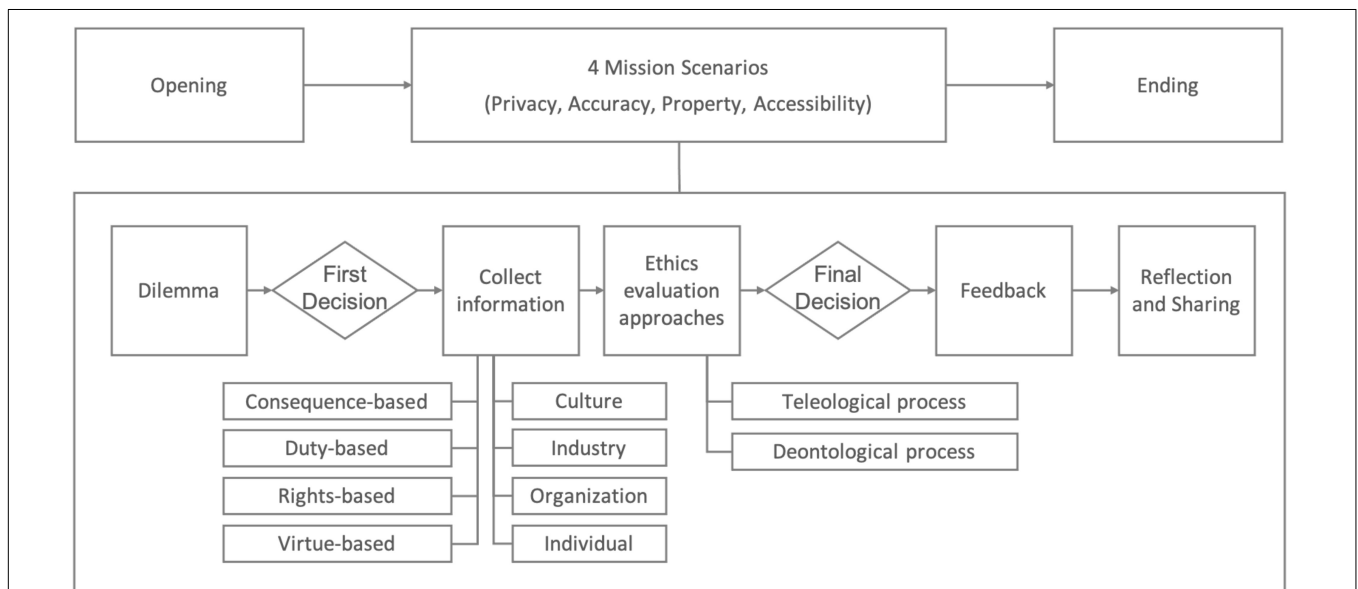 Opening
4 Mission Scenarios
(Privacy, Accuracy, Property, Accessibility)
Ending
Dilemma
First
Decision
Collect
information
Ethics
evaluation
approaches
Final
Decision
Feedback
Reflection
and Sharing
Consequence-based
Duty-based
Rights-based
Virtue-based
Culture
Industry
Organization
Individual
Teleological process
Deontological process